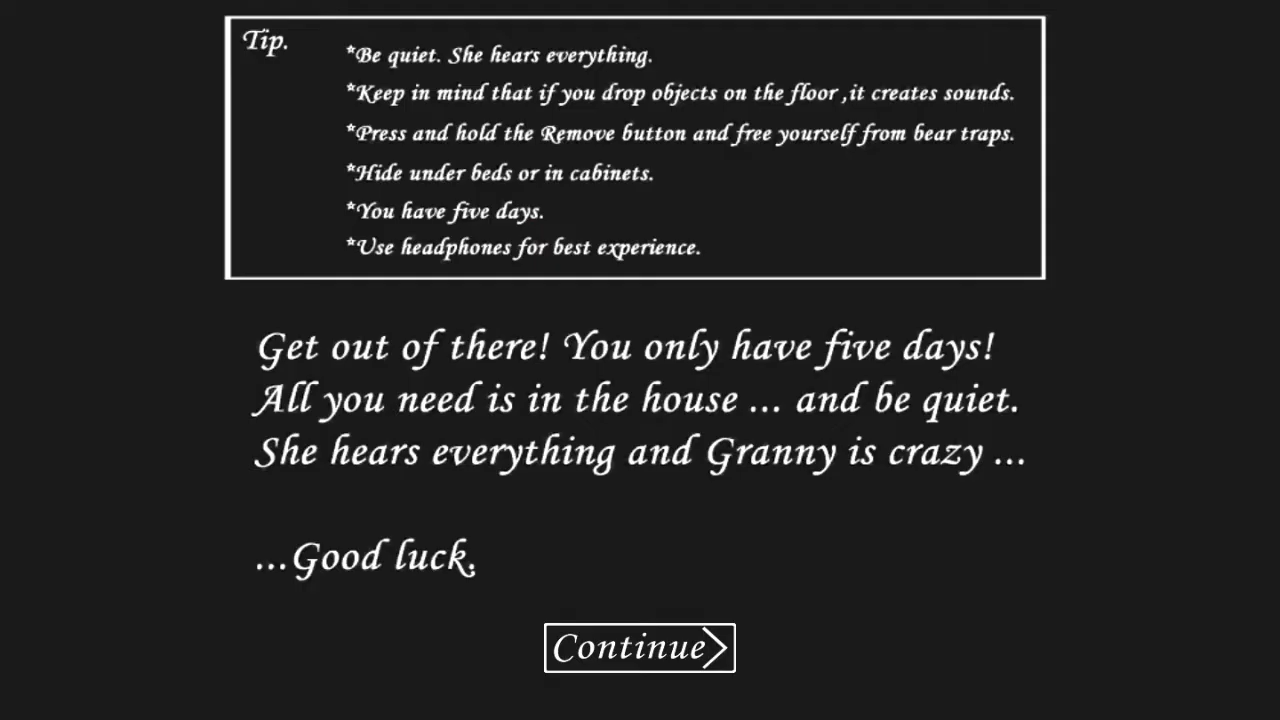 Tip.
*Be quiet. She hears everything.
*Keep in mind that if you drop objects on the floor ,it creates sounds.
*Press and hold the Remove button and free yourself from bear traps.
*Hide under beds or in cabinets.
*You have five days.
*Use headphones for best experience.
Get out of there! You only have five days!
All you need is in the house ... and be quiet.
She hears everything and Granny is crazy ...
...Good luck.
Continue>